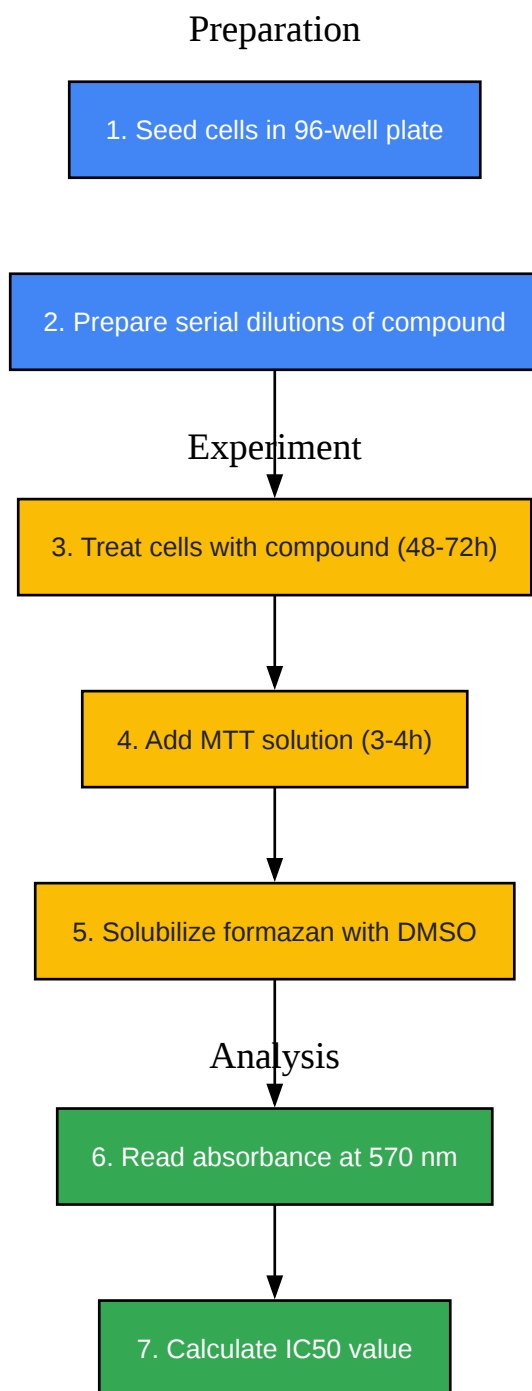 Preparation
1. Seed cells in 96-well plate
2. Prepare serial dilutions of compound
Experiment
3. Treat cells with compound (48-72h)
4. Add MTT solution (3-4h)
5. Solubilize formazan with DMSO
Analysis
6. Read absorbance at 570 nm
7. Calculate IC50 value